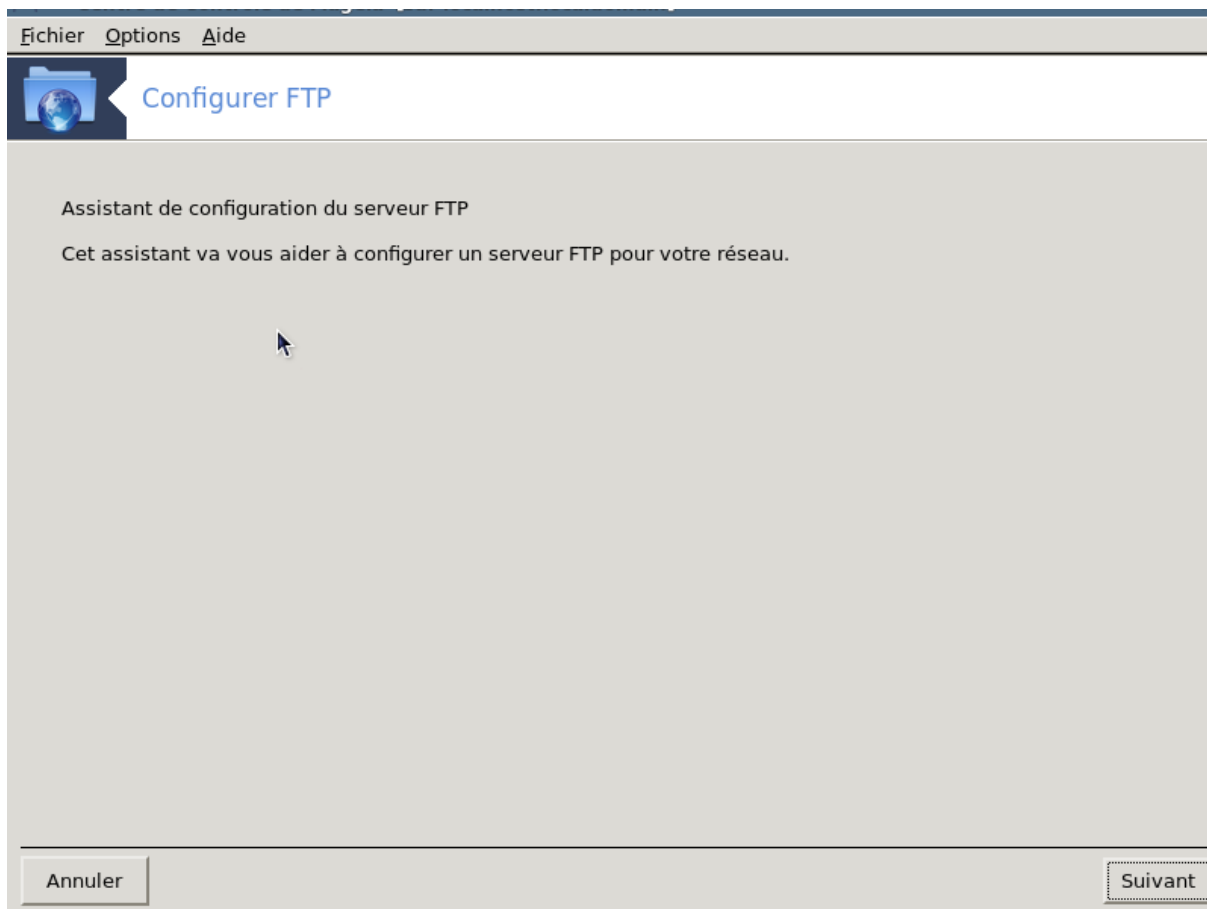 Fichier Options Aide
Configurer FTP
Assistant de configuration du serveur FTP
Cet assistant va vous aider à configurer un serveur FTP pour votre réseau.
Annuler
Suivant